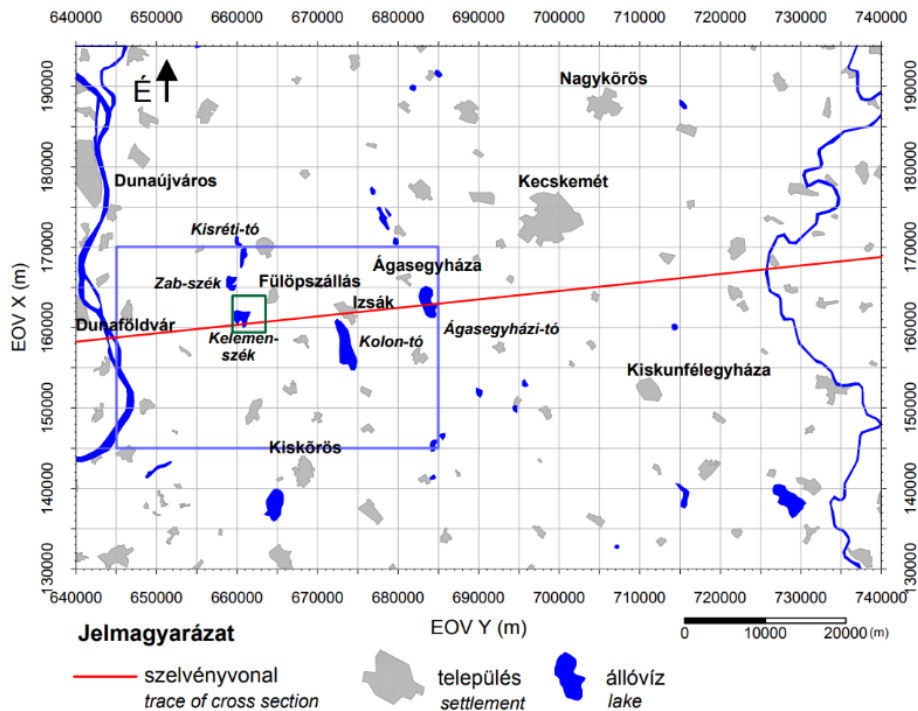 640000 650000 660000 670000 680000 690000 700000 710000 720000 730000 740000
190000
180000
170000
160000
150000
140000
130000
EOV X (m)
É
Nagykőrös
Dunaújváros
Kecskemét
Kisréti-tó
Ágasegyháza
Zab-szék
Fülöpszállás
Izsák
Dunaföldvár
Kelemen-
szék
Kolon-tó
Ágasegyházi-tó
Kiskunfélegyháza
Kiskőrös
190000
180000
170000
160000
150000
140000
130000
640000 650000 660000 670000 680000 690000 700000 710000 720000 730000 740000
EOV Y (m)
Jelmagyarázat
0 10000 20000 (m)
szelvényvonal
trace of cross section
település
settlement
állóvíz
lake